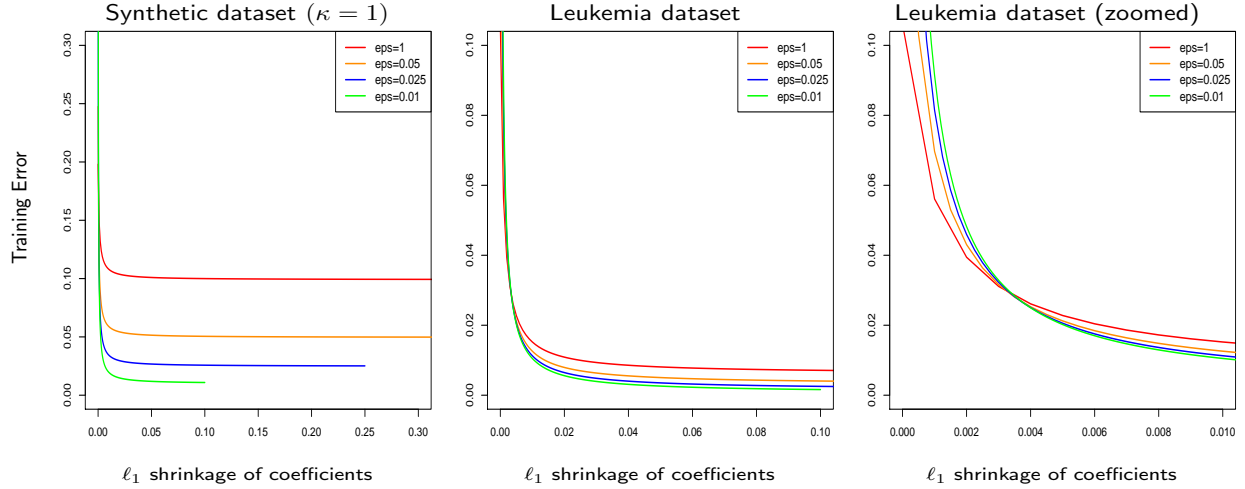 Synthetic dataset (κ = 1)
Training Error
0.00 0.05 0.10 0.15 0.20 0.25 0.30
eps=1
eps=0.05
eps=0.025
eps=0.01
0.00 0.05 0.10 0.15 0.20 0.25 0.30
ℓ1 shrinkage of coefficients
Leukemia dataset
0.00 0.02 0.04 0.06 0.08 0.10
eps=1
eps=0.05
eps=0.025
eps=0.01
0.00 0.02 0.04 0.06 0.08 0.10
ℓ1 shrinkage of coefficients
Leukemia dataset (zoomed)
0.00 0.02 0.04 0.06 0.08 0.10
eps=1
eps=0.05
eps=0.025
eps=0.01
0.000 0.002 0.004 0.006 0.008 0.010
ℓ1 shrinkage of coefficients